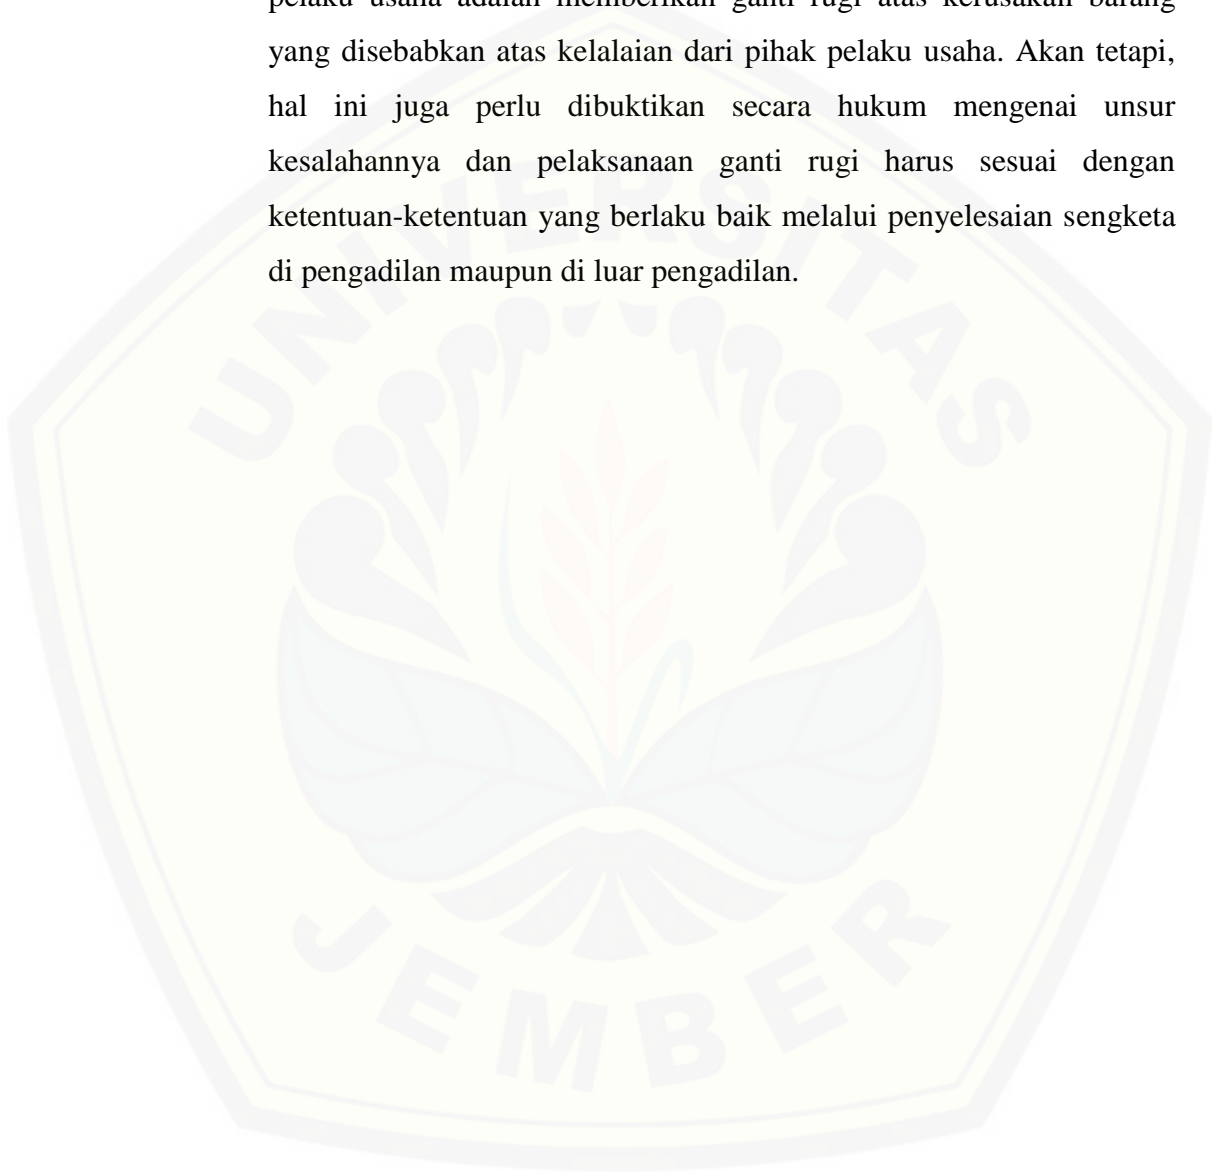 pelaku usaha adalah memberikan ganti rugi atas kerusakan barang
yang disebabkan atas kelalaian dari pihak pelaku usaha. Akan tetapi,
hal ini juga perlu dibuktikan secara hukum mengenai unsur
kesalahannya dan pelaksanaan ganti rugi harus sesuai dengan
ketentuan-ketentuan yang berlaku baik melalui penyelesaian sengketa
di pengadilan maupun di luar pengadilan.
UNIVERSITAS
JEMBER